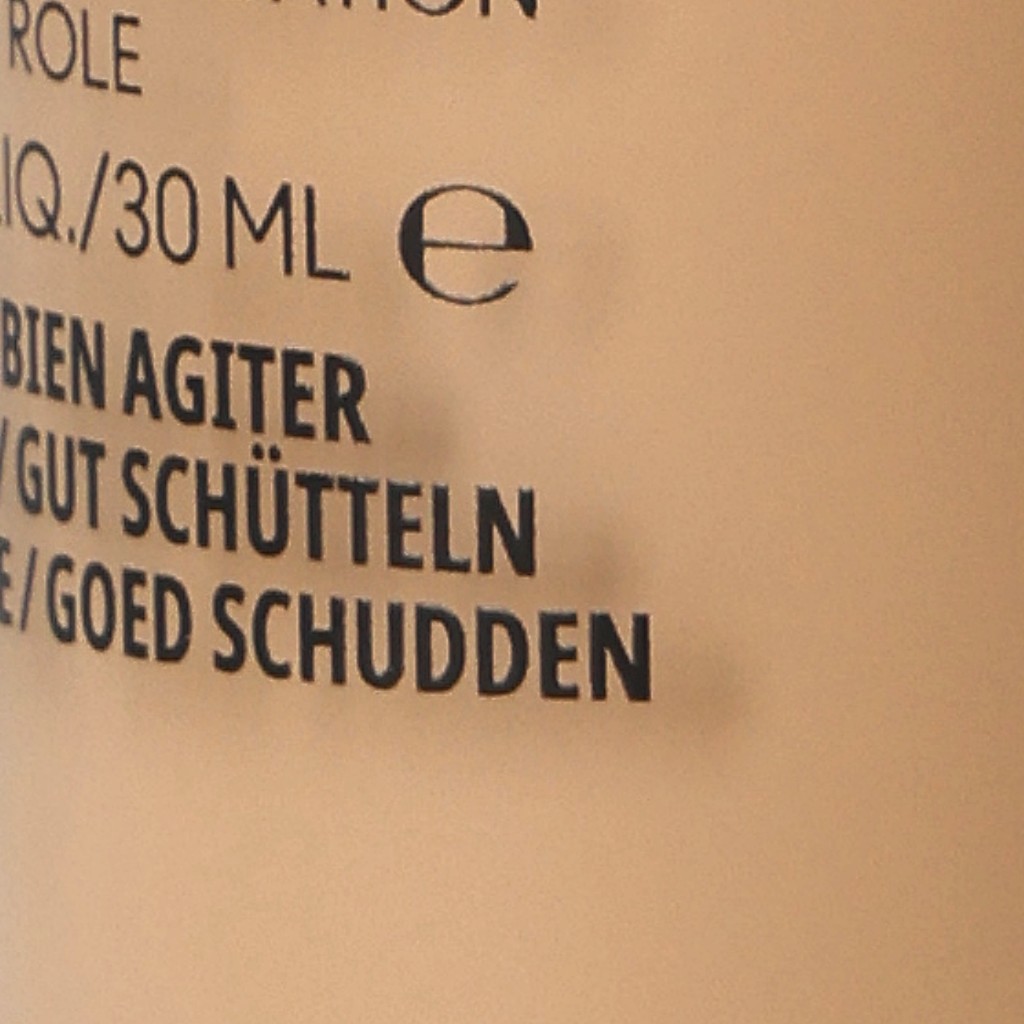 ROLE
IQ./30 ML e
BIEN AGITER
/GUT SCHÜTTELN
E/GOED SCHUDDEN